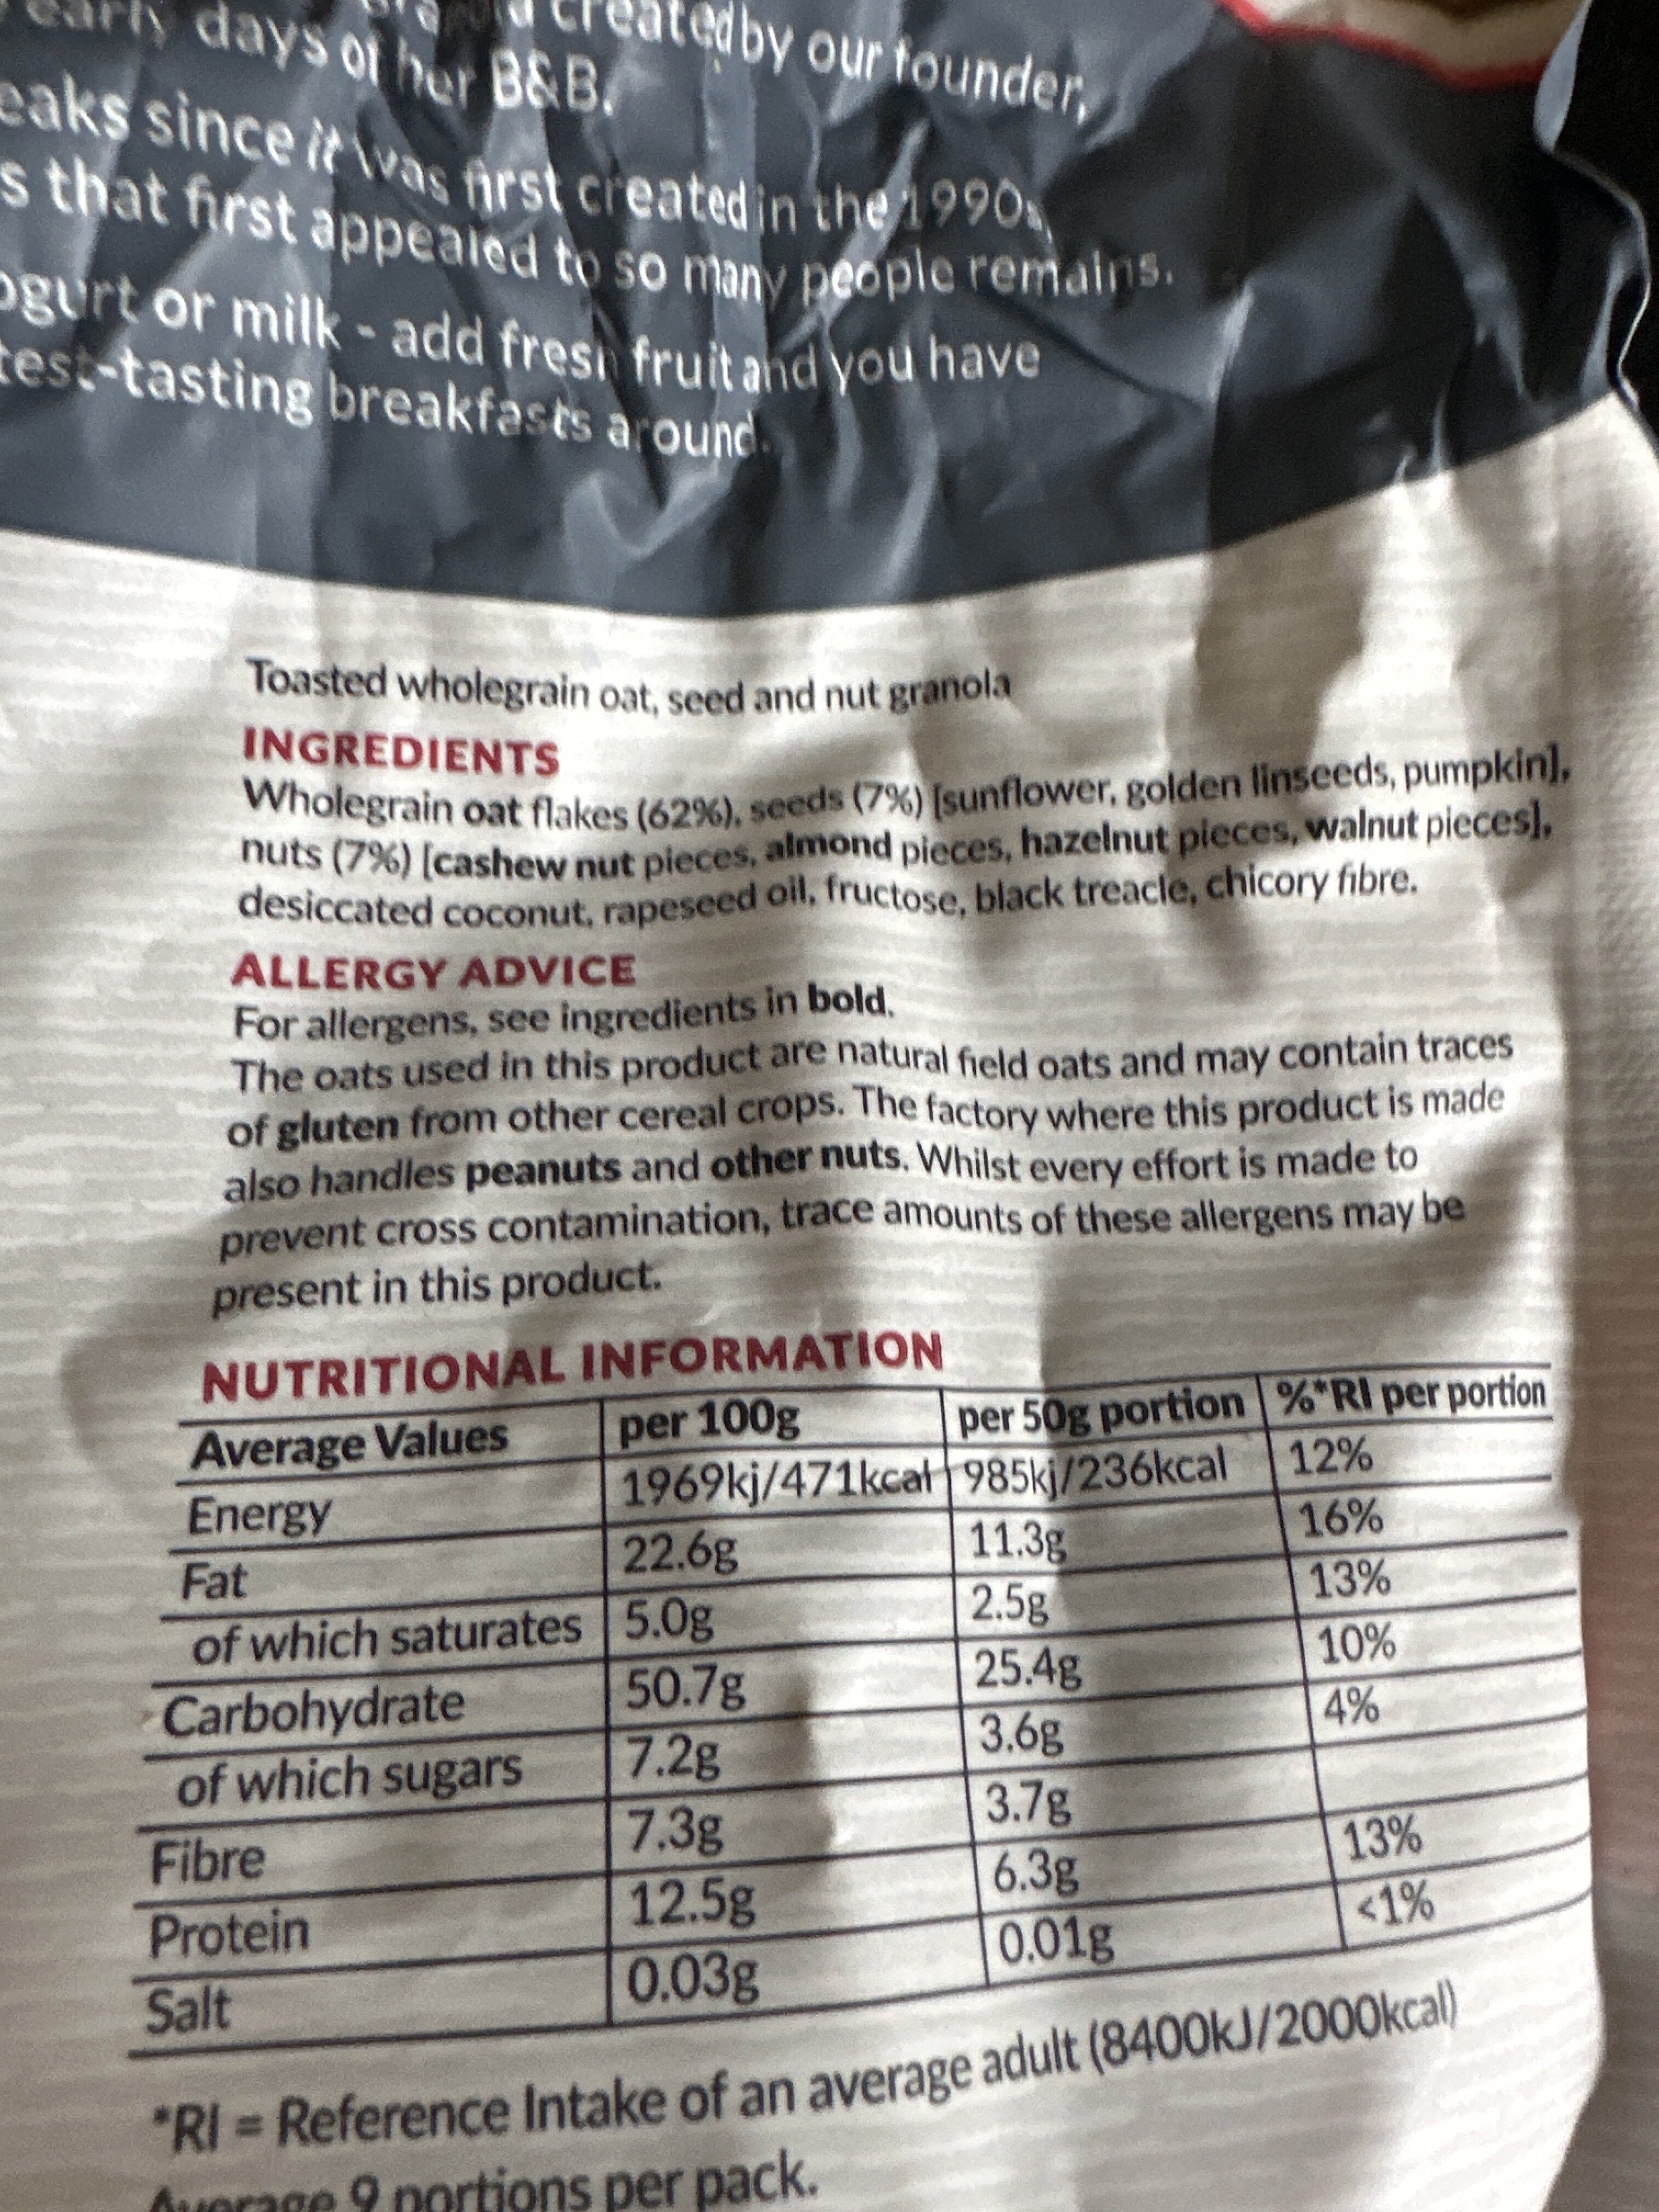 early days of her B&B.
created by our founder,
eaks since it was first created in the 1990s,
s that first appealed to so many people remains.
ogurt or milk - add fresh fruit and you have
test-tasting breakfasts around.
Toasted wholegrain oat, seed and nut granola
INGREDIENTS
Wholegrain oat flakes (62%), seeds (7%) [sunflower, golden linseeds, pumpkin],
nuts (7%) [cashew nut pieces, almond pieces, hazelnut pieces, walnut pieces],
desiccated coconut, rapeseed oil, fructose, black treacle, chicory fibre.
ALLERGY ADVICE
For allergens, see ingredients in bold.
The oats used in this product are natural field oats and may contain traces
of gluten from other cereal crops. The factory where this product is made
also handles peanuts and other nuts. Whilst every effort is made to
prevent cross contamination, trace amounts of these allergens may be
present in this product.
NUTRITIONAL INFORMATION
Average Values per 100g per 50g portion %*RI per portion
Energy 1969kj/471kcal 985kj/236kcal 12%
Fat 22.6g 11.3g 16%
of which saturates 5.0g 2.5g 13%
Carbohydrate 50.7g 25.4g 10%
of which sugars 7.2g 3.6g 4%
Fibre 7.3g 3.7g
Protein 12.5g 6.3g 13%
Salt 0.03g 0.01g <1%
*RI = Reference Intake of an average adult (8400kJ/2000kcal)
Average 9 portions per pack.